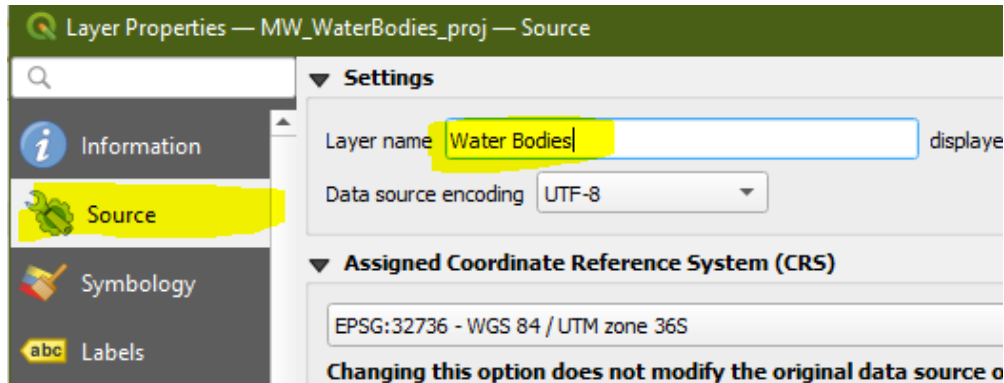 Layer Properties — MW_WaterBodies_proj — Source
Settings
Information
Layer name Water Bodies displaye
Data source encoding UTF-8
Source
Assigned Coordinate Reference System (CRS)
Symbology
EPSG:32736 - WGS 84 / UTM zone 36S
abc Labels
Changing this option does not modify the original data source o